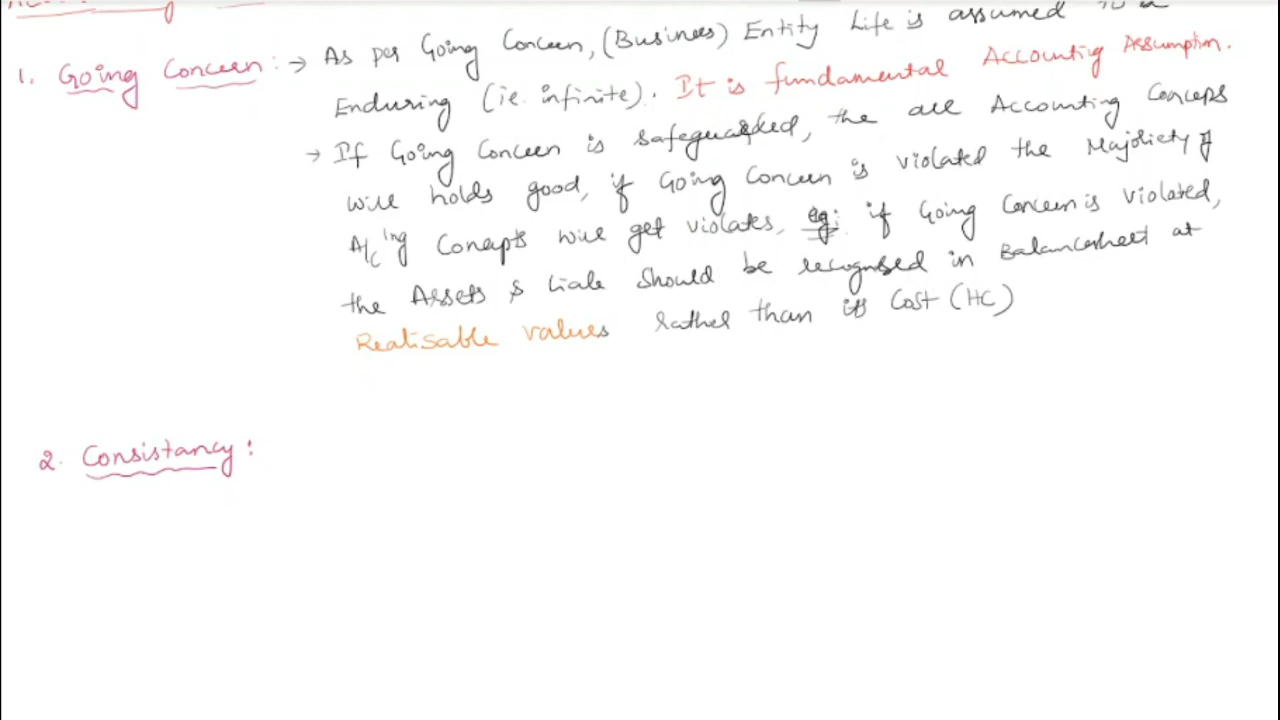 1. Going Concern: → As per Going Concern, (Business) Entity Life is assumed to
Enduring (ie. infinite). It is fundamental Accounting Assumption.
→ If Going Concern is safeguarded, the all Accounting Conceps
will holds good, if Going Concern is violated the Majoliety of
A/c ing Concepts will get violates, eg: if Going Concern is violated,
the Assets & Liab should be recognised in Balancesheet at
Realisable values rather than its Cost (HC)
2. Consistancy: